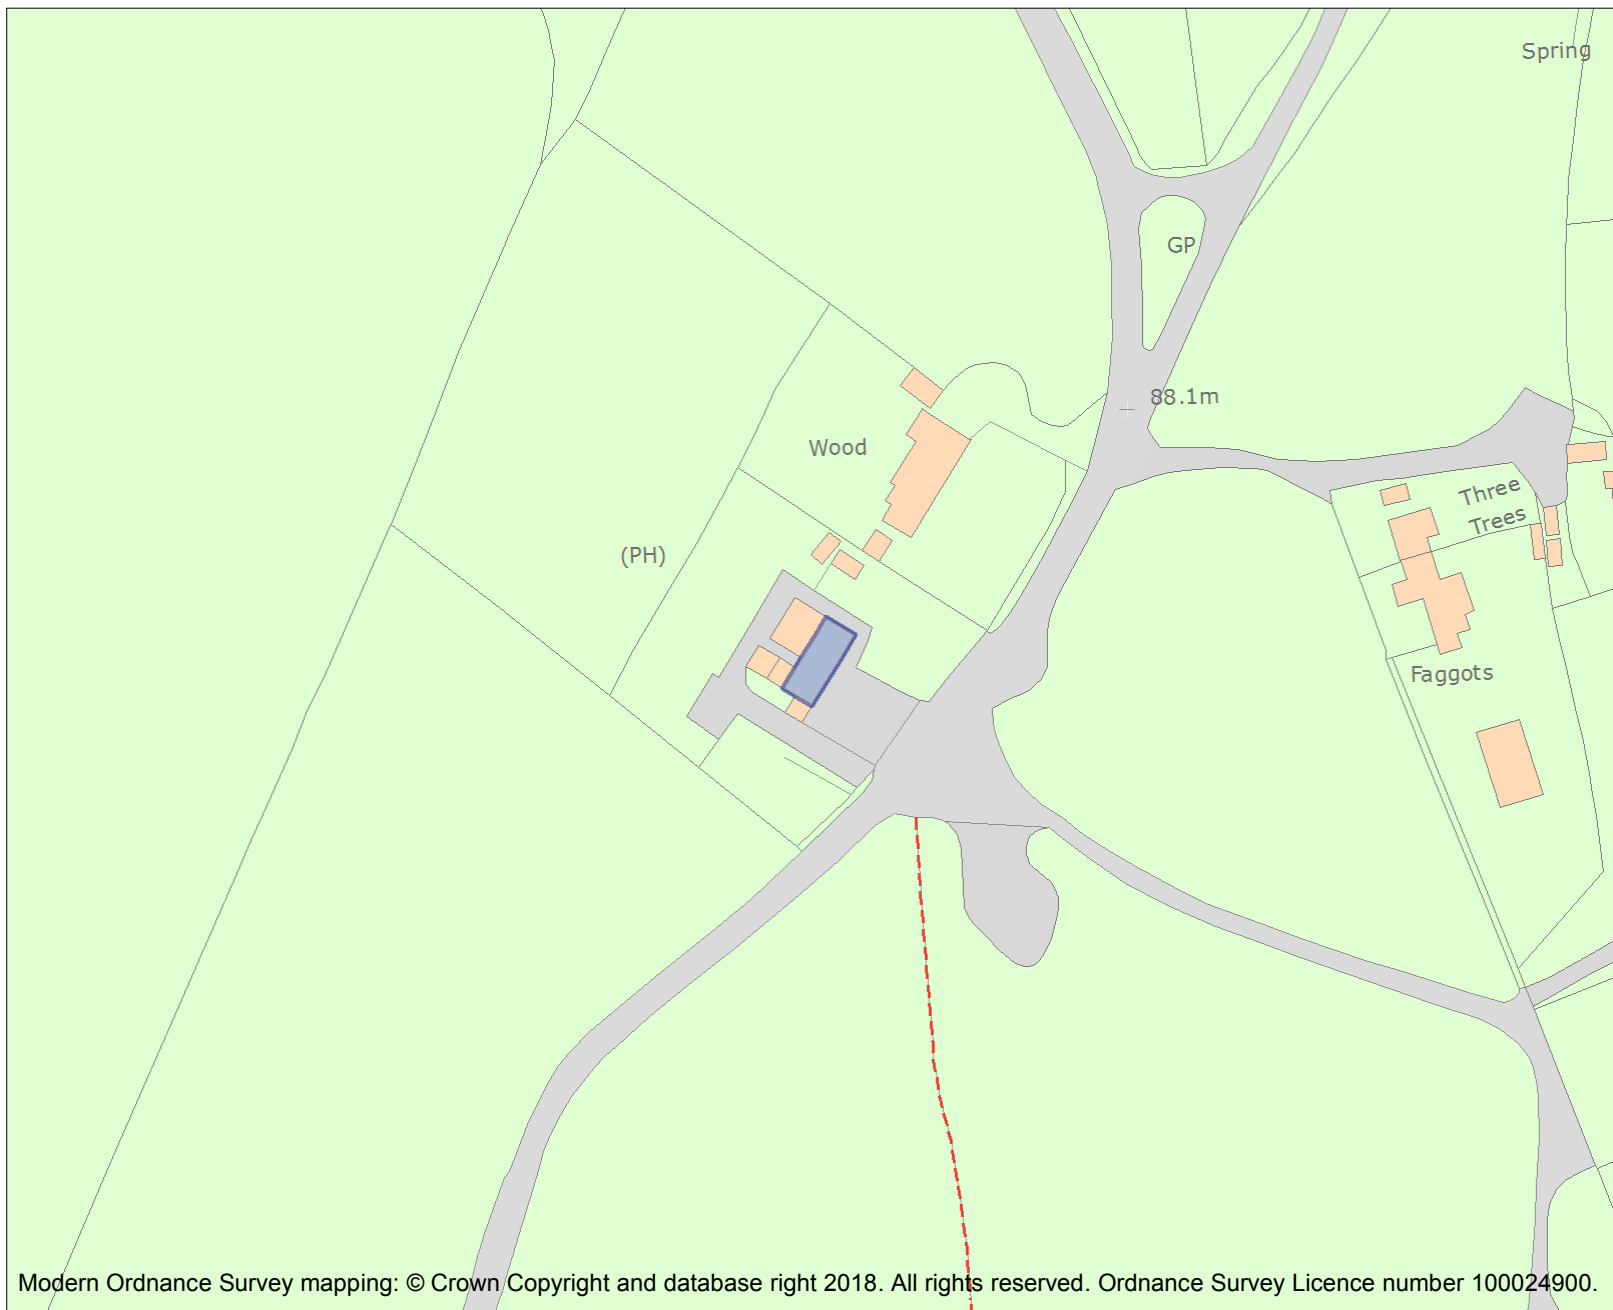 Spring
GP
88.1m
Wood
Three
Trees
(PH)
Faggots
Modern Ordnance Survey mapping: © Crown Copyright and database right 2018. All rights reserved. Ordnance Survey Licence number 100024900.